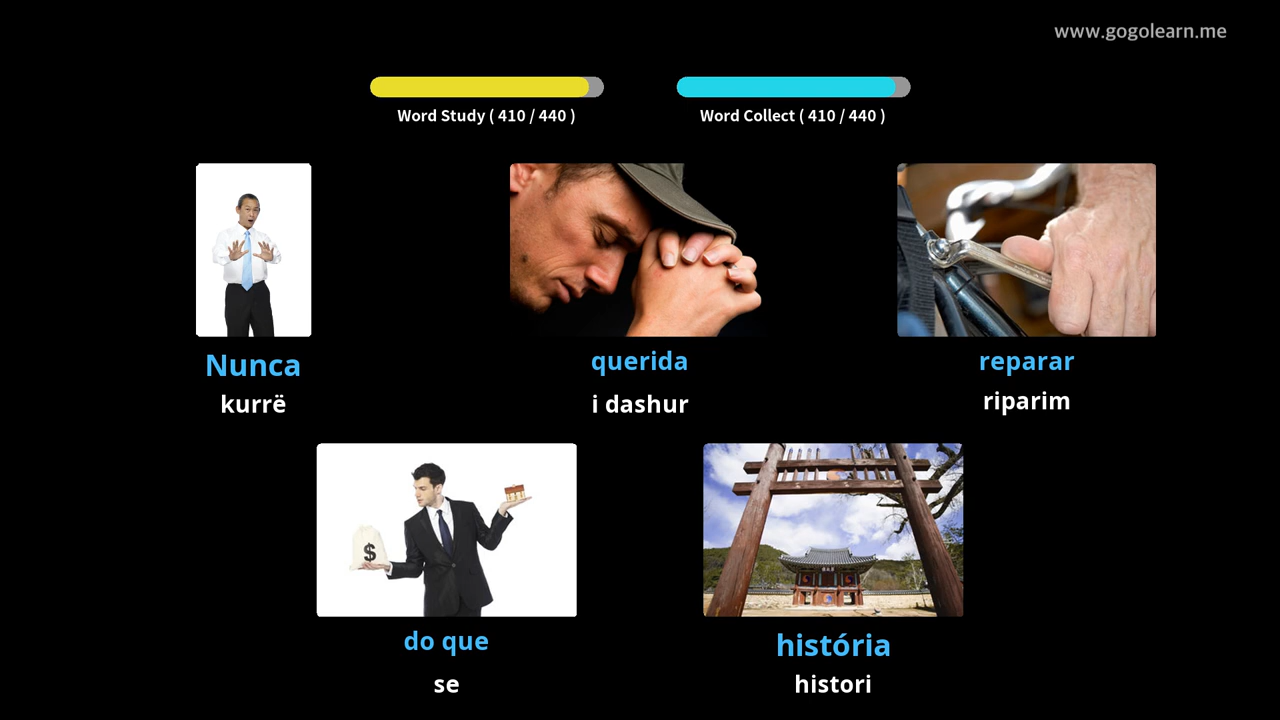 www.gogolearn.me
Word Study ( 410 / 440 )
Word Collect ( 410 / 440 )
Nunca
kurrë
querida
i dashur
reparar
riparim
$
do que
se
história
histori